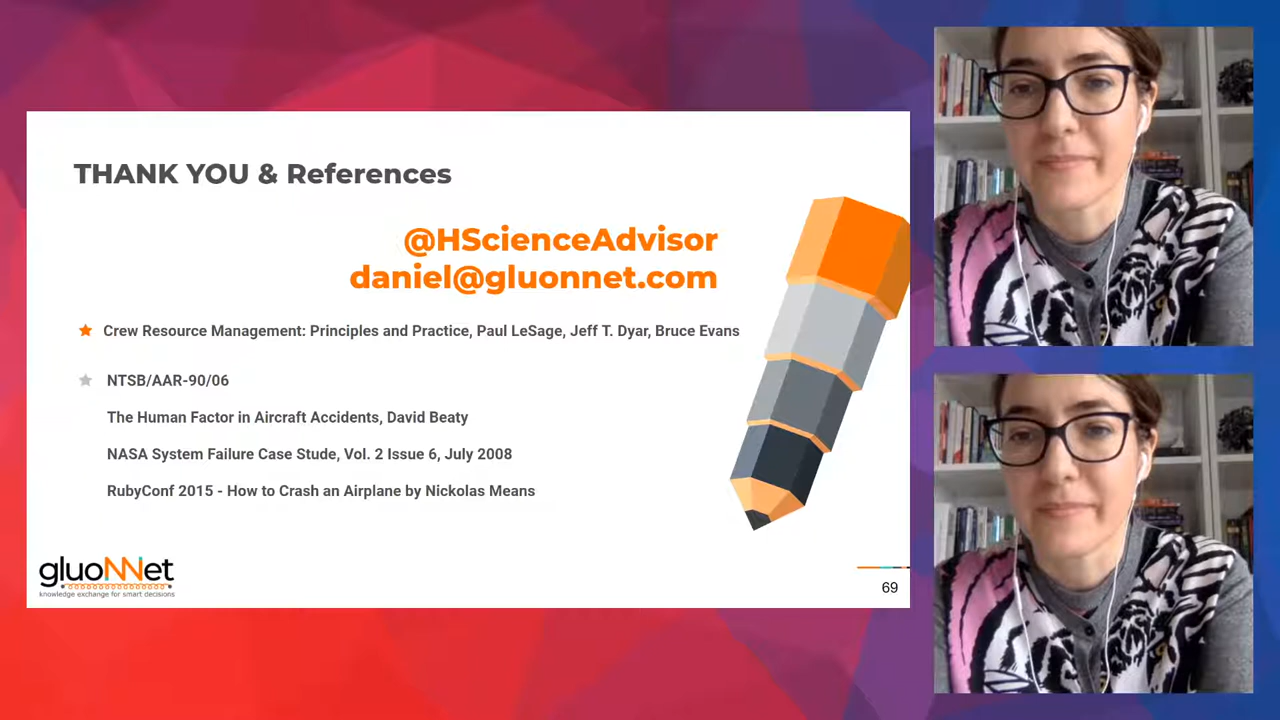 THANK YOU & References
@HScienceAdvisor
daniel@gluonnet.com
Crew Resource Management: Principles and Practice, Paul LeSage, Jeff T. Dyar, Bruce Evans
NTSB/AAR-90/06
The Human Factor in Aircraft Accidents, David Beaty
NASA System Failure Case Stude, Vol. 2 Issue 6, July 2008
RubyConf 2015 - How to Crash an Airplane by Nickolas Means
gluoNNet
knowledge exchange for smart decisions
69